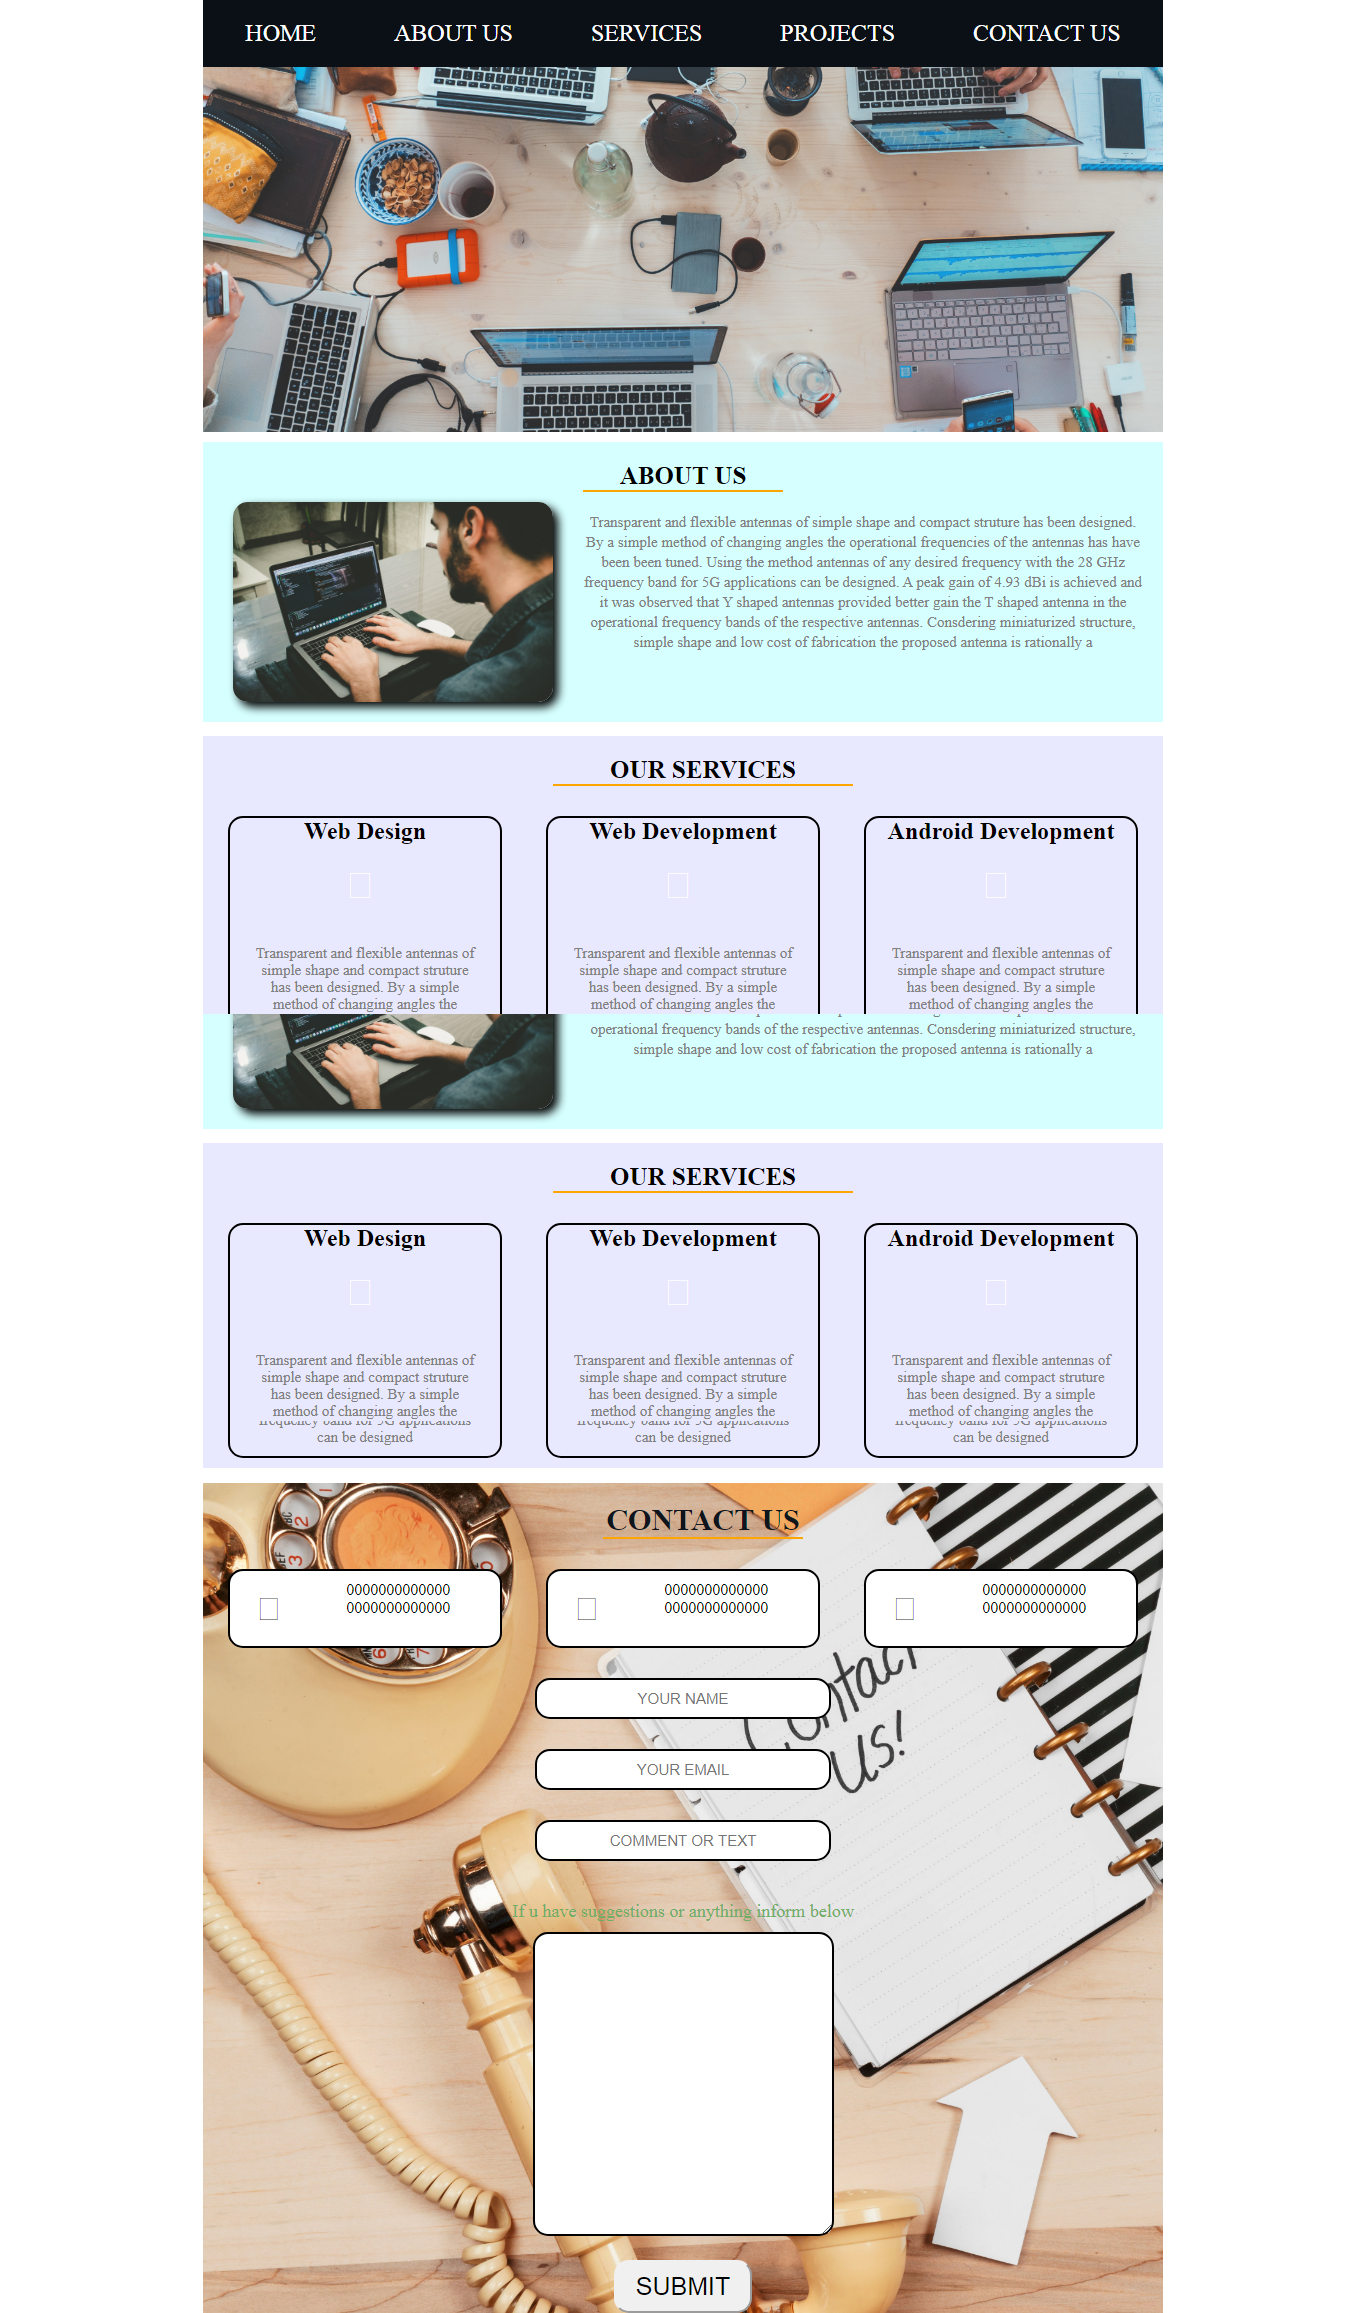 HOME ABOUT US SERVICES PROJECTS CONTACT US
ABOUT US
Transparent and flexible antennas of simple shape and compact struture has been designed.
By a simple method of changing angles the operational frequencies of the antennas has have
been been tuned. Using the method antennas of any desired frequency with the 28 GHz
frequency band for 5G applications can be designed. A peak gain of 4.93 dBi is achieved and
it was observed that Y shaped antennas provided better gain the T shaped antenna in the
operational frequency bands of the respective antennas. Consdering miniaturized structure,
simple shape and low cost of fabrication the proposed antenna is rationally a
OUR SERVICES
Web Design
Transparent and flexible antennas of
simple shape and compact struture
has been designed. By a simple
method of changing angles the
Web Development
Transparent and flexible antennas of
simple shape and compact struture
has been designed. By a simple
method of changing angles the
Android Development
Transparent and flexible antennas of
simple shape and compact struture
has been designed. By a simple
method of changing angles the
operational frequency bands of the respective antennas. Consdering miniaturized structure,
simple shape and low cost of fabrication the proposed antenna is rationally a
OUR SERVICES
Web Design
Transparent and flexible antennas of
simple shape and compact struture
has been designed. By a simple
method of changing angles the
frequency band for 5G applications
can be designed
Web Development
Transparent and flexible antennas of
simple shape and compact struture
has been designed. By a simple
method of changing angles the
frequency band for 5G applications
can be designed
Android Development
Transparent and flexible antennas of
simple shape and compact struture
has been designed. By a simple
method of changing angles the
frequency band for 5G applications
can be designed
CONTACT US
0000000000000
0000000000000
0000000000000
0000000000000
0000000000000
0000000000000
Contact
Us!
YOUR NAME
YOUR EMAIL
COMMENT OR TEXT
If u have suggestions or anything inform below
SUBMIT